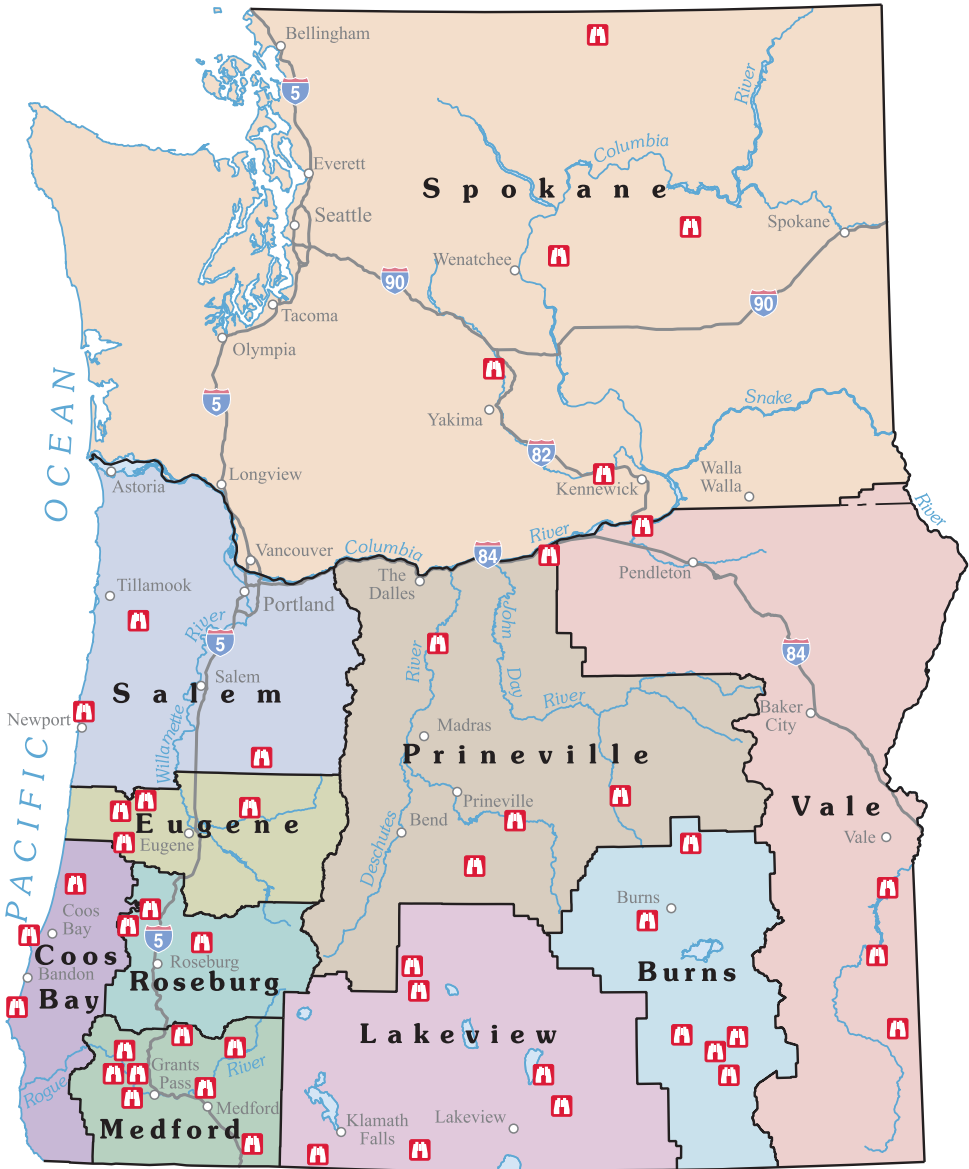 Bellingham
5
River
Everett
Columbia
Spokane
Seattle
Spokane
Wenatchee
90
90
Tacoma
Olympia
OCEAN
5
Snake
Yakima
82
Walla
Walla
Longview
Kennewick
Astoria
River
River
Vancouver
Columbia
84
The
Dalles
Pendleton
Tillamook
Portland
River
5
John
Day
River
84
River
Salem
Salem
Newport
Baker
City
Willamette
Madras
Prineville
PACIFIC
Prineville
Vale
Eugene
Eugene
Bend
Vale
Deschutes
Burns
Coos
Bay
5
Coos
Bay
Bandon
Roseburg
Roseburg
Burns
Lakeview
Grants
Pass
River
Rogue
Medford
Medford
Klamath
Falls
Lakeview